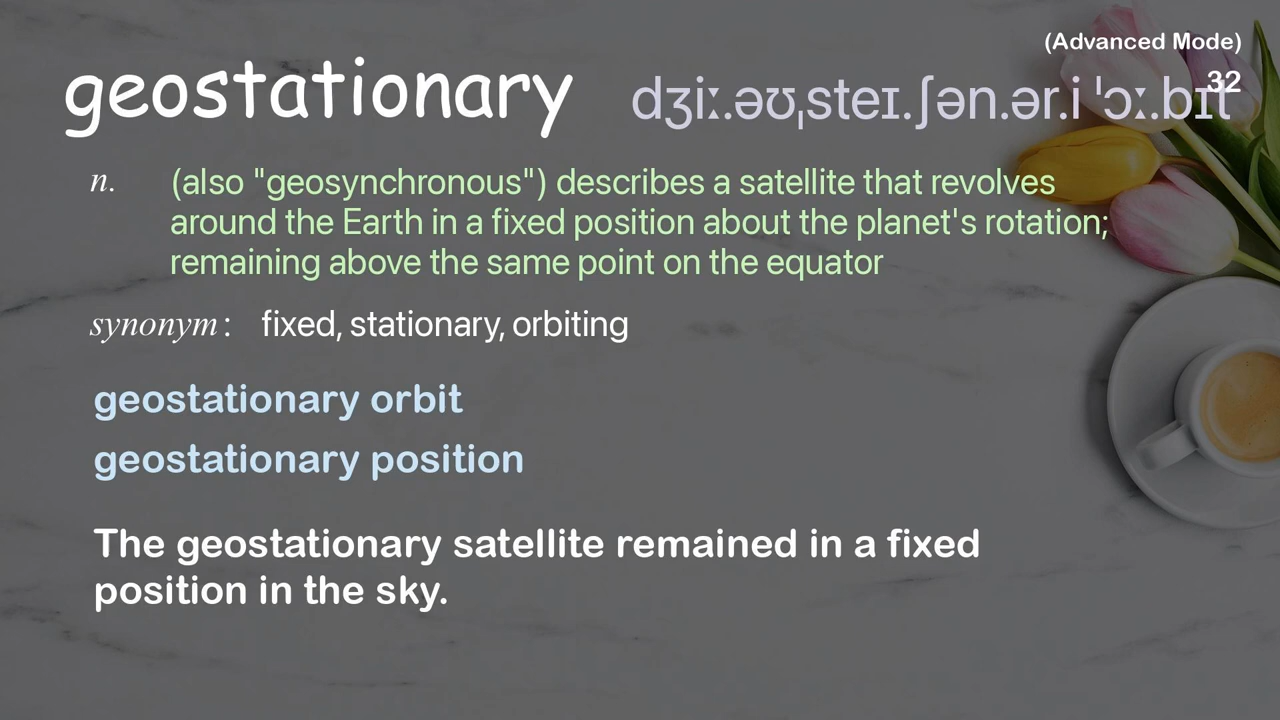 (Advanced Mode)
32
geostationary dʒiː.əʊˌsteɪ.ʃən.ər.i ˈɔː.bɪt
n. (also "geosynchronous") describes a satellite that revolves
around the Earth in a fixed position about the planet's rotation;
remaining above the same point on the equator
synonym: fixed, stationary, orbiting
geostationary orbit
geostationary position
The geostationary satellite remained in a fixed
position in the sky.